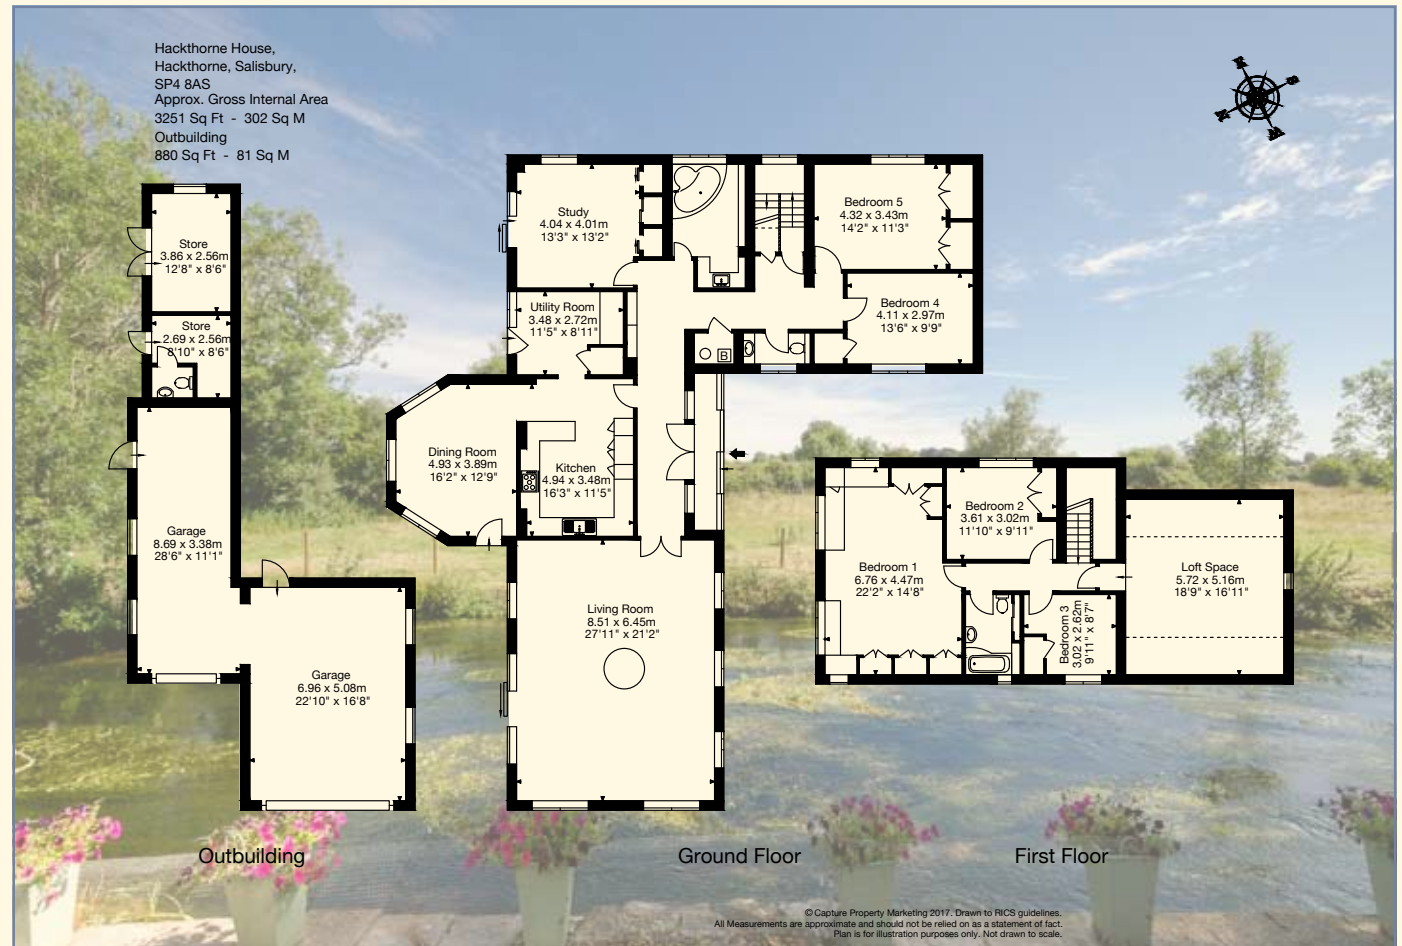 Hackthorne House,
Hackthorne, Salisbury,
SP4 8AS
Approx. Gross Internal Area
3251 Sq Ft - 302 Sq M
Outbuilding
880 Sq Ft - 81 Sq M
Store
3.86 x 2.56m
12'8" x 8'6"
Store
2.69 x 2.56m
8'10" x 8'6"
Garage
8.69 x 3.38m
28'6" x 11'1"
Garage
6.96 x 5.08m
22'10" x 16'8"
Outbuilding
Study
4.04 x 4.01m
13'3" x 13'2"
Utility Room
3.48 x 2.72m
11'5" x 8'11"
Dining Room
4.93 x 3.89m
16'2" x 12'9"
Kitchen
4.94 x 3.48m
16'3" x 11'5"
Living Room
8.51 x 6.45m
27'11" x 21'2"
B
Bedroom 5
4.32 x 3.43m
14'2" x 11'3"
Bedroom 4
4.11 x 2.97m
13'6" x 9'9"
Ground Floor
Bedroom 1
6.76 x 4.47m
22'2" x 14'8"
Bedroom 2
3.61 x 3.02m
11'10" x 9'11"
Bedroom 3
3.02 x 2.62m
9'11" x 8'7"
Loft Space
5.72 x 5.16m
18'9" x 16'11"
First Floor
© Capture Property Marketing 2017. Drawn to RICS guidelines.
All Measurements are approximate and should not be relied on as a statement of fact.
Plan is for illustration purposes only. Not drawn to scale.